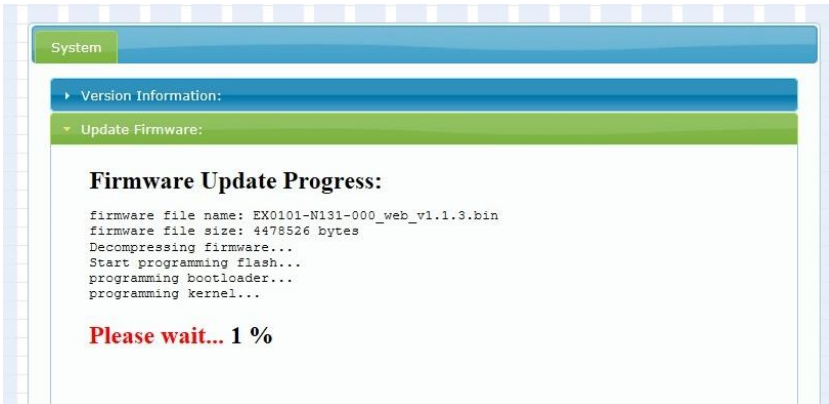 System
Version Information:
Update Firmware:
Firmware Update Progress:
firmware file name: EX0101-N131-000_web_v1.1.3.bin
firmware file size: 4478526 bytes
Decompressing firmware...
Start programming flash...
programming bootloader...
programming kernel...
Please wait... 1 %